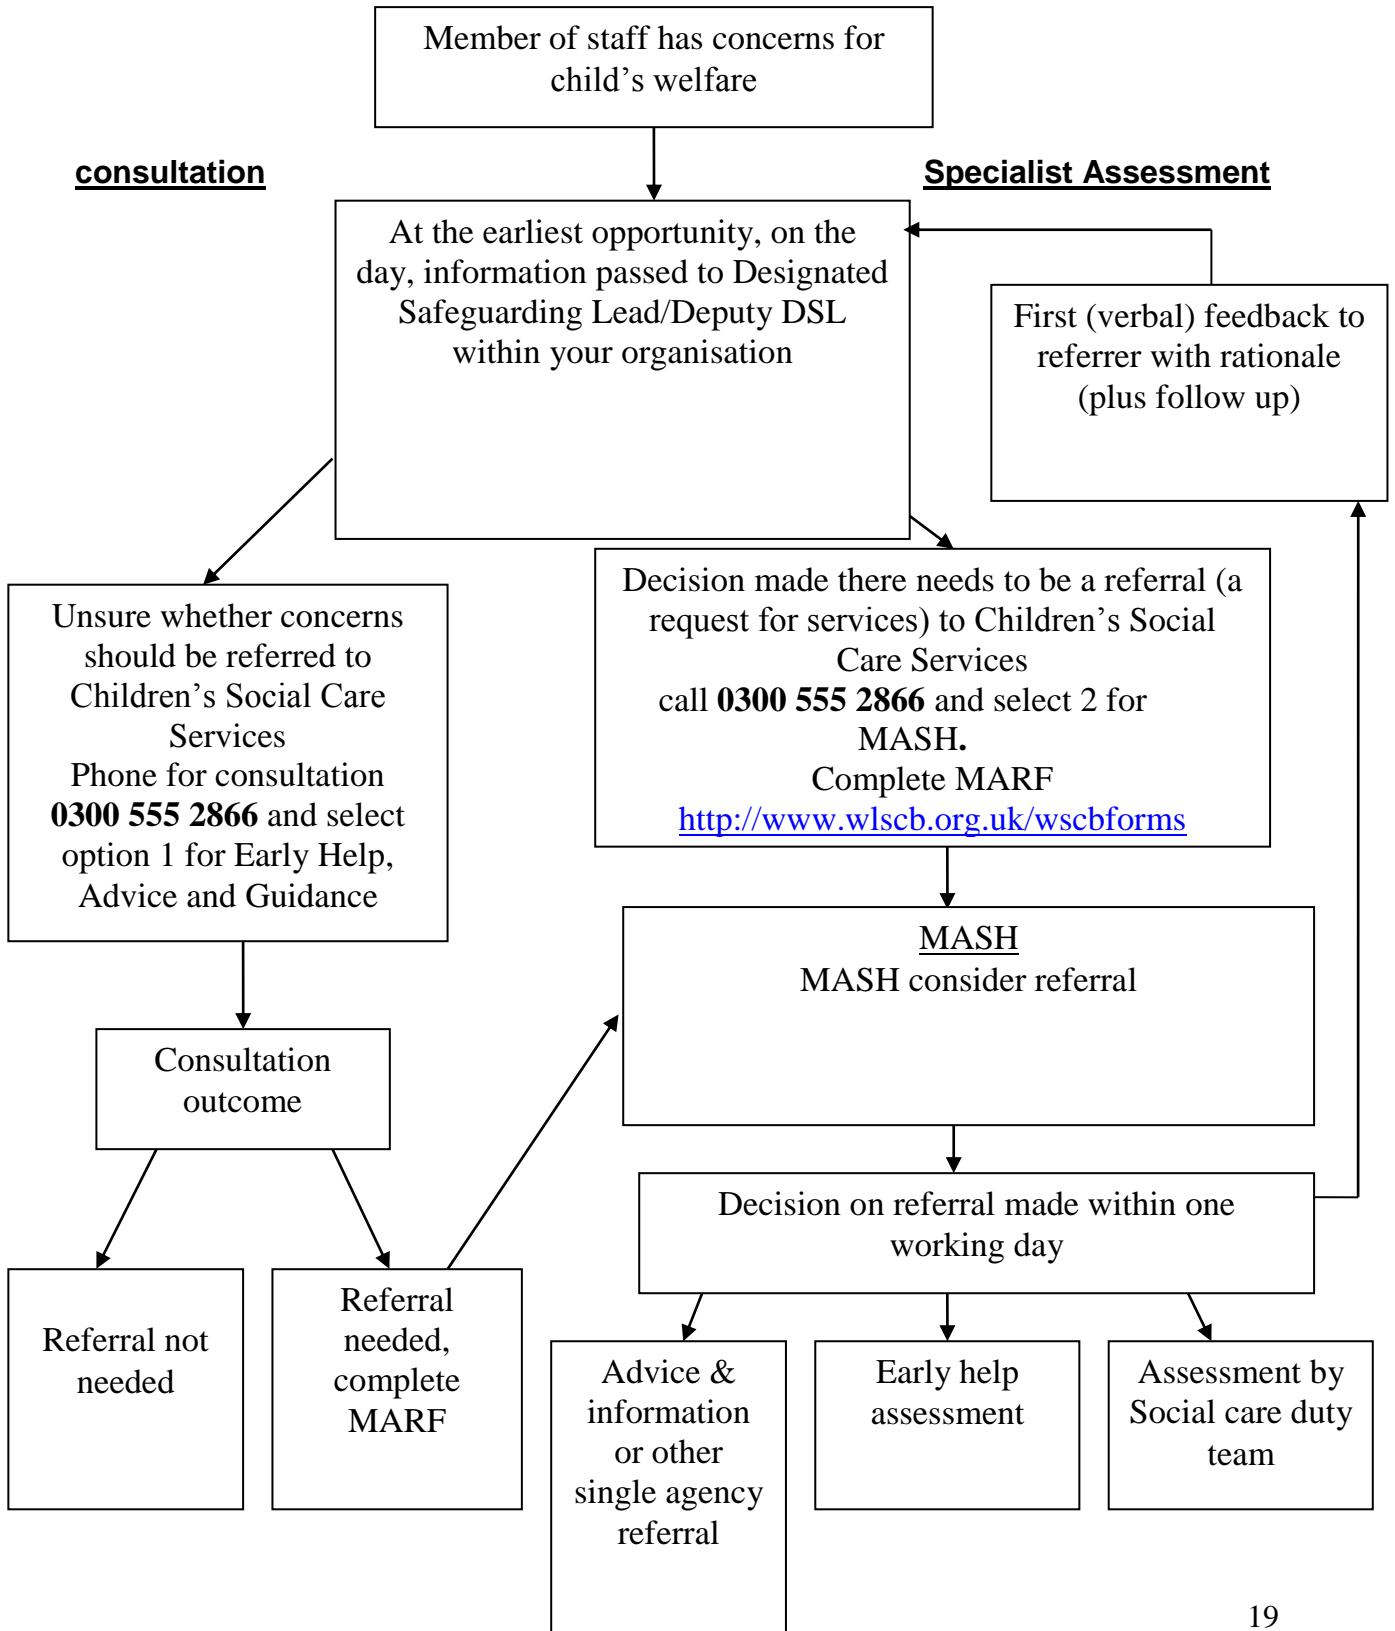 Member of staff has concerns for
child’s welfare
consultation
Specialist Assessment
At the earliest opportunity, on the
day, information passed to Designated
Safeguarding Lead/Deputy DSL
within your organisation
First (verbal) feedback to
referrer with rationale
(plus follow up)
Unsure whether concerns
should be referred to
Children’s Social Care
Services
Phone for consultation
0300 555 2866 and select
option 1 for Early Help,
Advice and Guidance
Decision made there needs to be a referral (a
request for services) to Children’s Social
Care Services
call 0300 555 2866 and select 2 for
MASH.
Complete MARF
http://www.wlscb.org.uk/wscbforms
MASH
MASH consider referral
Consultation
outcome
Decision on referral made within one
working day
Referral not
needed
Referral
needed,
complete
MARF
Advice &
information
or other
single agency
referral
Early help
assessment
Assessment by
Social care duty
team
19